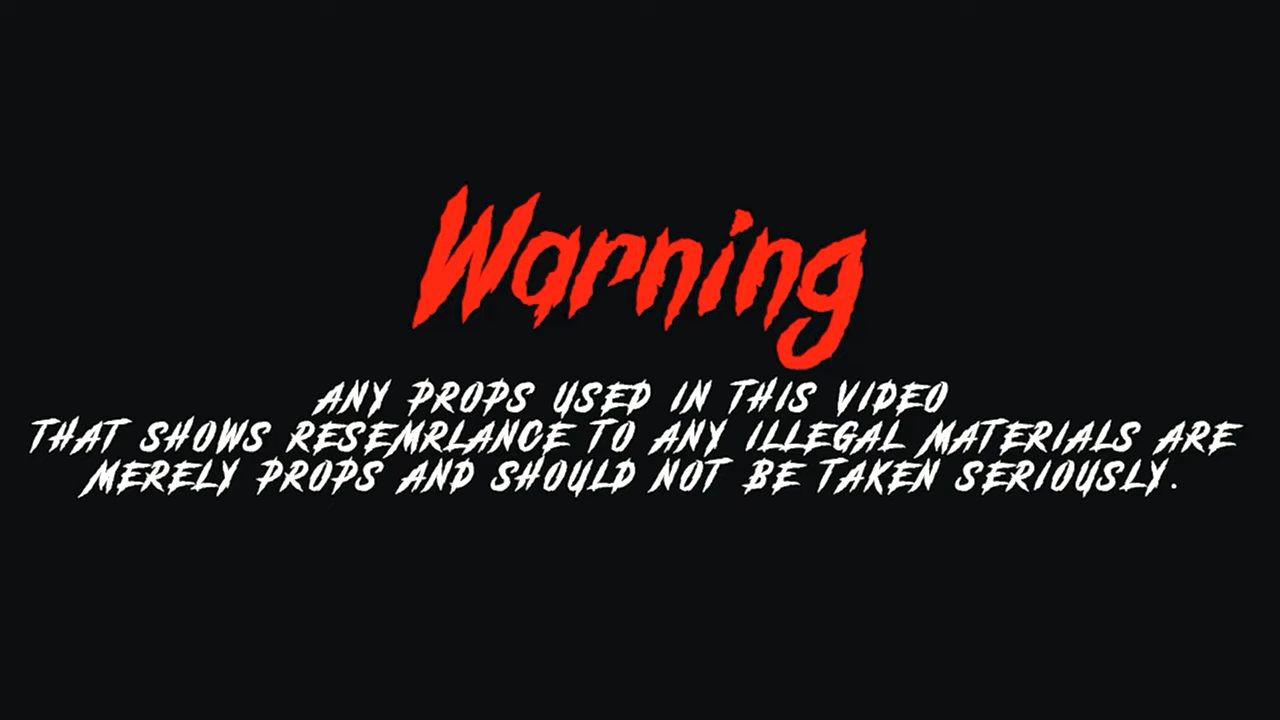 Warning
ANY PROPS USED IN THIS VIDEO
THAT SHOWS RESEMRLANCE TO ANY ILLEGAL MATERIALS ARE
MERELY PROPS AND SHOULD NOT BE TAKEN SERIOUSLY.